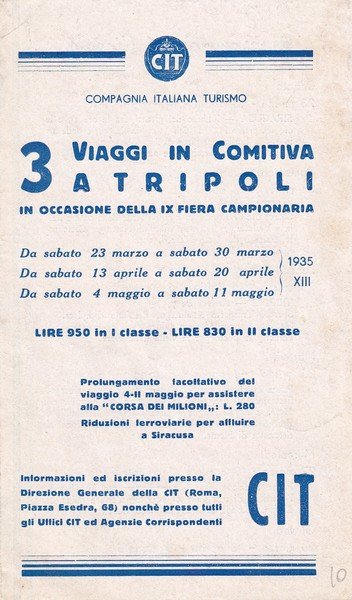 CIT
COMPAGNIA ITALIANA TURISMO
3 VIAGGI IN COMITIVA
A TRIPOLI
IN OCCASIONE DELLA IX FIERA CAMPIONARIA
Da sabato 23 marzo a sabato 30 marzo
Da sabato 13 aprile a sabato 20 aprile
Da sabato 4 maggio a sabato 11 maggio
1935
XIII
LIRE 950 in I classe - LIRE 830 in II classe
Prolungamento facoltativo del
viaggio 4-11 maggio per assistere
alla "CORSA DEI MILIONI„: L. 280
Riduzioni ferroviarie per affluire
a Siracusa
Informazioni ed iscrizioni presso la
Direzione Generale della CIT (Roma,
Piazza Esedra, 68) nonchè presso tutti
gli Uffici CIT ed Agenzie Corrispondenti
CIT
10